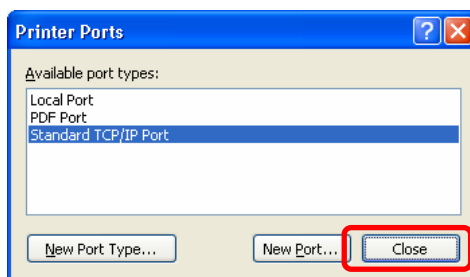 Printer Ports
Available port types:
Local Port
PDF Port
Standard TCP/IP Port
New Port Type... New Port... Close